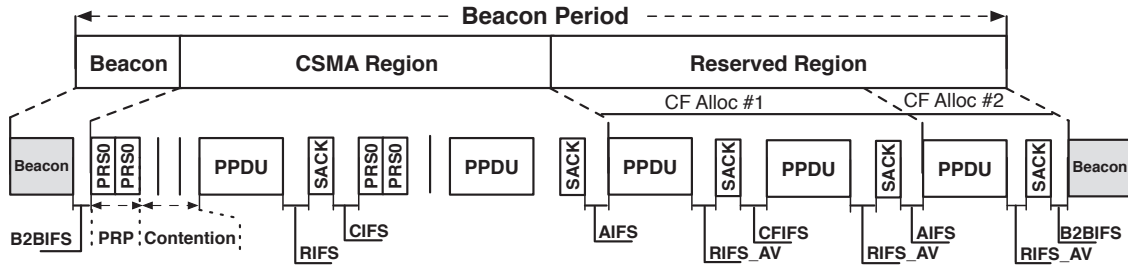 Beacon Period
Beacon CSMA Region Reserved Region
CF Alloc #1 CF Alloc #2
Beacon PRS0 PRS0 PPDU SACK PRS0 PRS0 PPDU SACK PPDU SACK PPDU SACK PPDU SACK Beacon
B2BIFS PRP Contention CIFS AIFS CFIFS AIFS B2BIFS
RIFS RIFS_AV RIFS_AV RIFS_AV